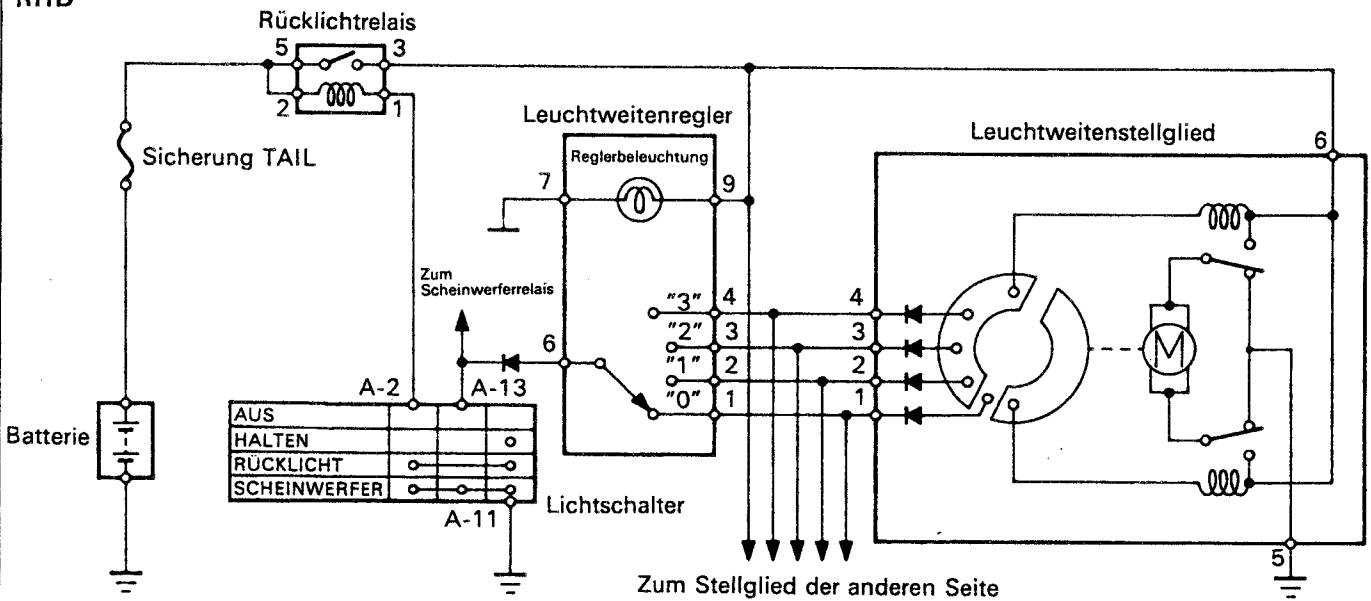 RHD
Rücklichtrelais
5 3
2 1
Leuchtweitenregler
Leuchtweitenstellglied
6
Sicherung TAIL
Reglerbeleuchtung
7 9
Zum
Scheinwerferrelais
"3" 4 4
"2" 3 3
6
"1" 2 2
"0" 1 1
M
A-2 A-13
AUS
HALTEN
RÜCKLICHT
SCHEINWERFER
Batterie
Lichtschalter
A-11
5
Zum Stellglied der anderen Seite